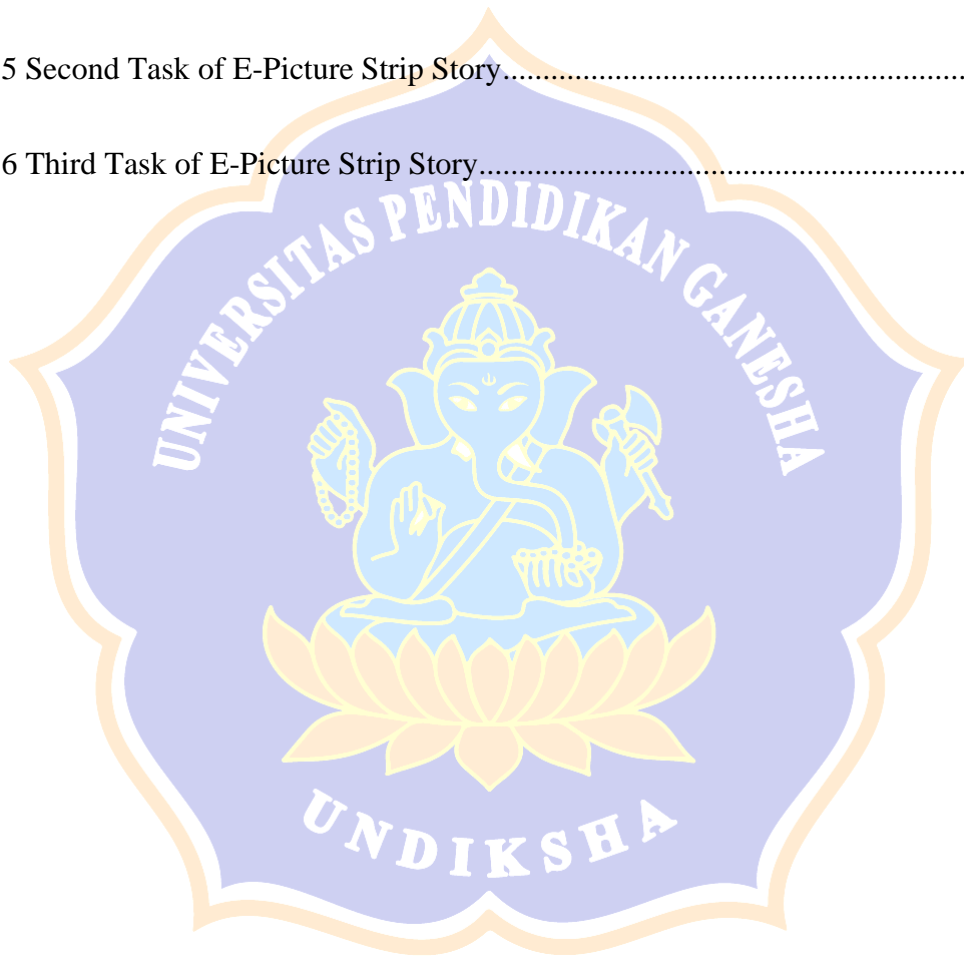 5 Second Task of E-Picture Strip Story............................................................
6 Third Task of E-Picture Strip Story...............................................................
UNIVERSITAS PENDIDIKAN GANESHA
UNDIKSHA